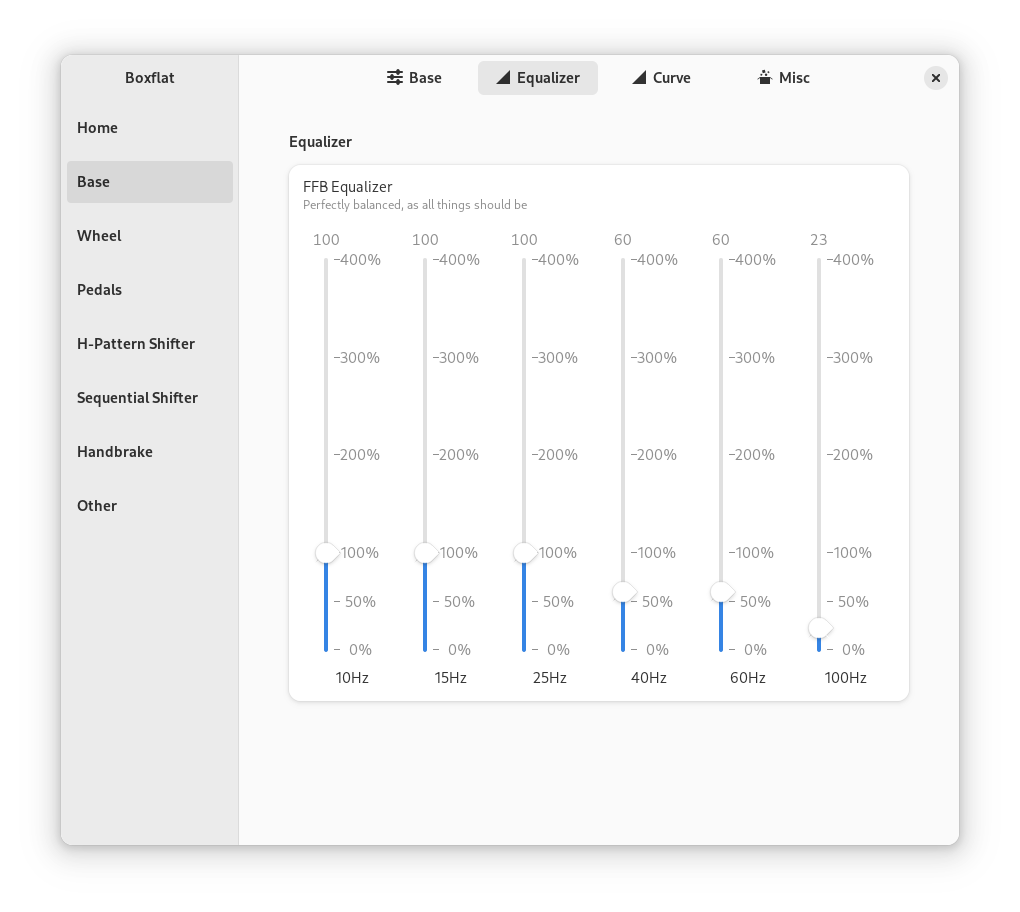 Boxflat
Base
Equalizer
Curve
Misc
Home
Base
Wheel
Pedals
H-Pattern Shifter
Sequential Shifter
Handbrake
Other
Equalizer
FFB Equalizer
Perfectly balanced, as all things should be
100 100 100 60 60 23
400% 400% 400% 400% 400% 400%
300% 300% 300% 300% 300% 300%
200% 200% 200% 200% 200% 200%
100% 100% 100% 100% 100% 100%
50% 50% 50% 50% 50% 50%
0% 0% 0% 0% 0% 0%
10Hz 15Hz 25Hz 40Hz 60Hz 100Hz